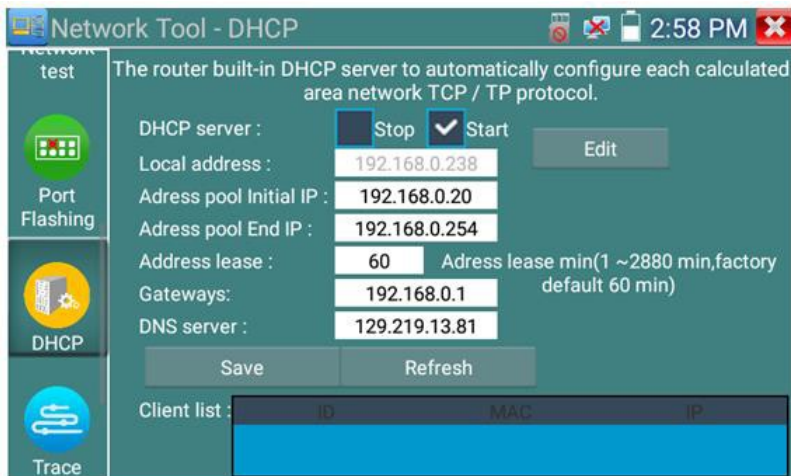 Network Tool - DHCP
2:58 PM
Network
test
Port
Flashing
DHCP
Trace
The router built-in DHCP server to automatically configure each calculated
area network TCP / TP protocol.
DHCP server :
Stop
Start
Edit
Local address :
192.168.0.238
Adress pool Initial IP :
192.168.0.20
Adress pool End IP :
192.168.0.254
Address lease :
60
Adress lease min(1 ~2880 min,factory
default 60 min)
Gateways:
192.168.0.1
DNS server :
129.219.13.81
Save
Refresh
Client list :
ID
MAC
IP